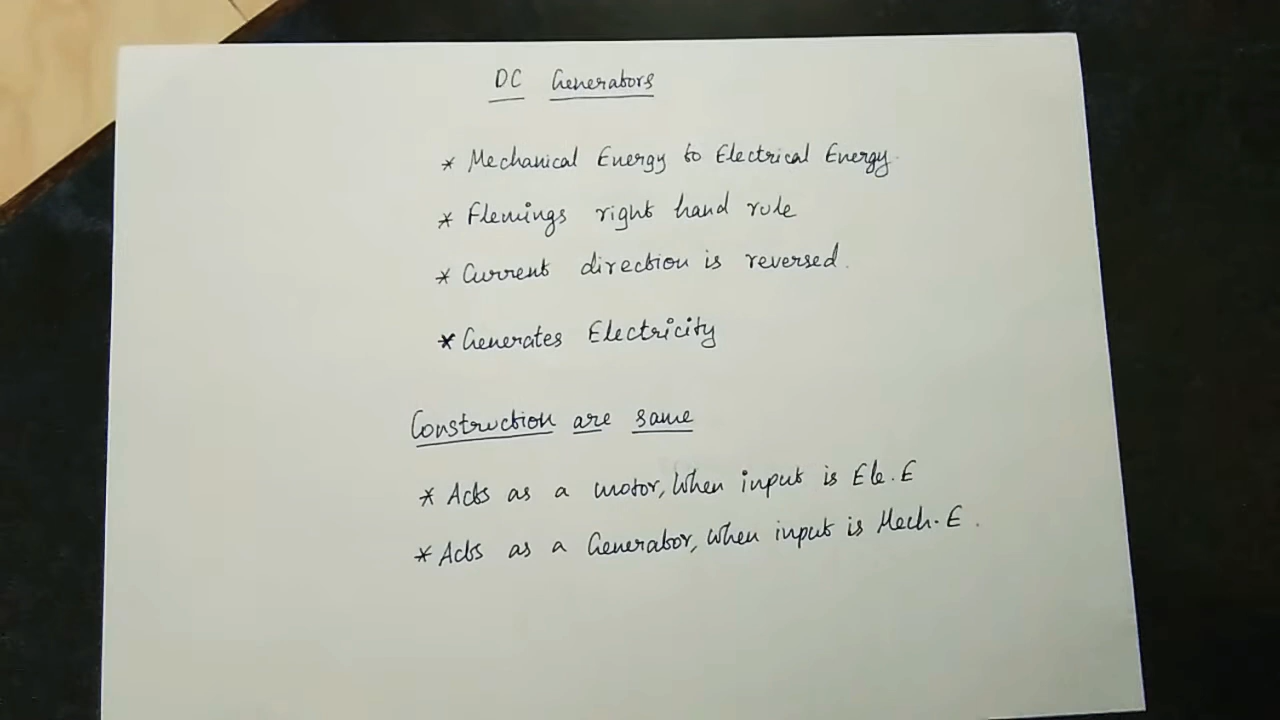 DC Generators
* Mechanical Energy to Electrical Energy.
* Flemings right hand rule
* Current direction is reversed.
* Generates Electricity
Construction are same
* Acts as a motor, When input is Ele.E
* Acts as a Generator, When input is Mech.E.